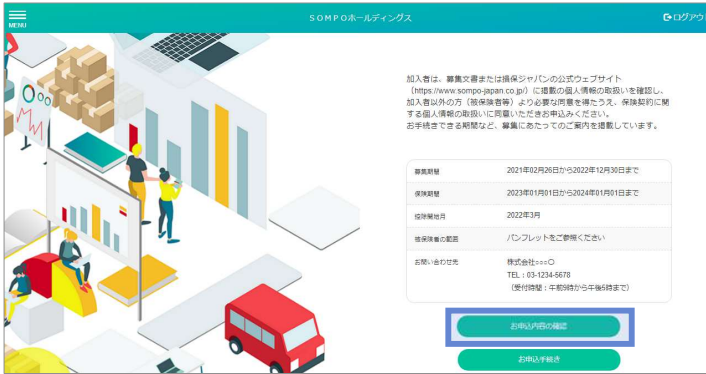 MENU
SOMPOホールディングス
ログアウ
加入者は、募集文書または損保ジャパンの公式ウェブサイト
（https://www.sompo-japan.co.jp/）に掲載の個人情報の取扱いを確認し、
加入者以外の方（被保険者等）より必要な同意を得たうえ、保険契約に関
する個人情報の取扱いに同意いただきお申込みください。
お手続きできる期間など、募集にあたってのご案内を掲載しています。
募集期間 2021年02月26日から2022年12月30日まで
保険期間 2023年01月01日から2024年01月01日まで
控除開始月 2022年3月
被保険者の範囲 パンフレットをご参照ください
お問い合わせ先 株式会社○○○〇
TEL：03-1234-5678
（受付時間：午前9時から午後5時まで）
お申込内容の確認
お申込手続き